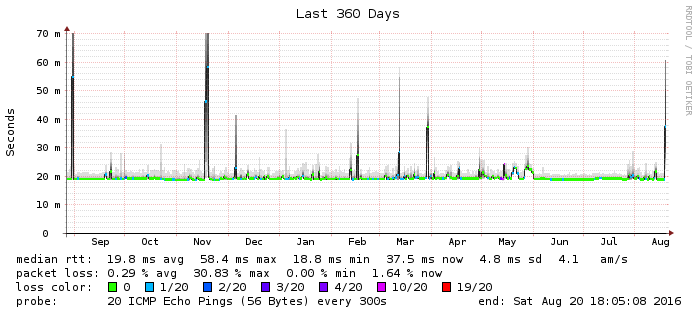 Last 360 Days
RRDTOOL / TOBI OETIKER
Seconds
70 m
60 m
50 m
40 m
30 m
20 m
10 m
0
Sep Oct Nov Dec Jan Feb Mar Apr May Jun Jul Aug
median rtt: 19.8 ms avg 58.4 ms max 18.8 ms min 37.5 ms now 4.8 ms sd 4.1 am/s
packet loss: 0.29 % avg 30.83 % max 0.00 % min 1.64 % now
loss color: 0 1/20 2/20 3/20 4/20 10/20 19/20
probe: 20 ICMP Echo Pings (56 Bytes) every 300s end: Sat Aug 20 18:05:08 2016